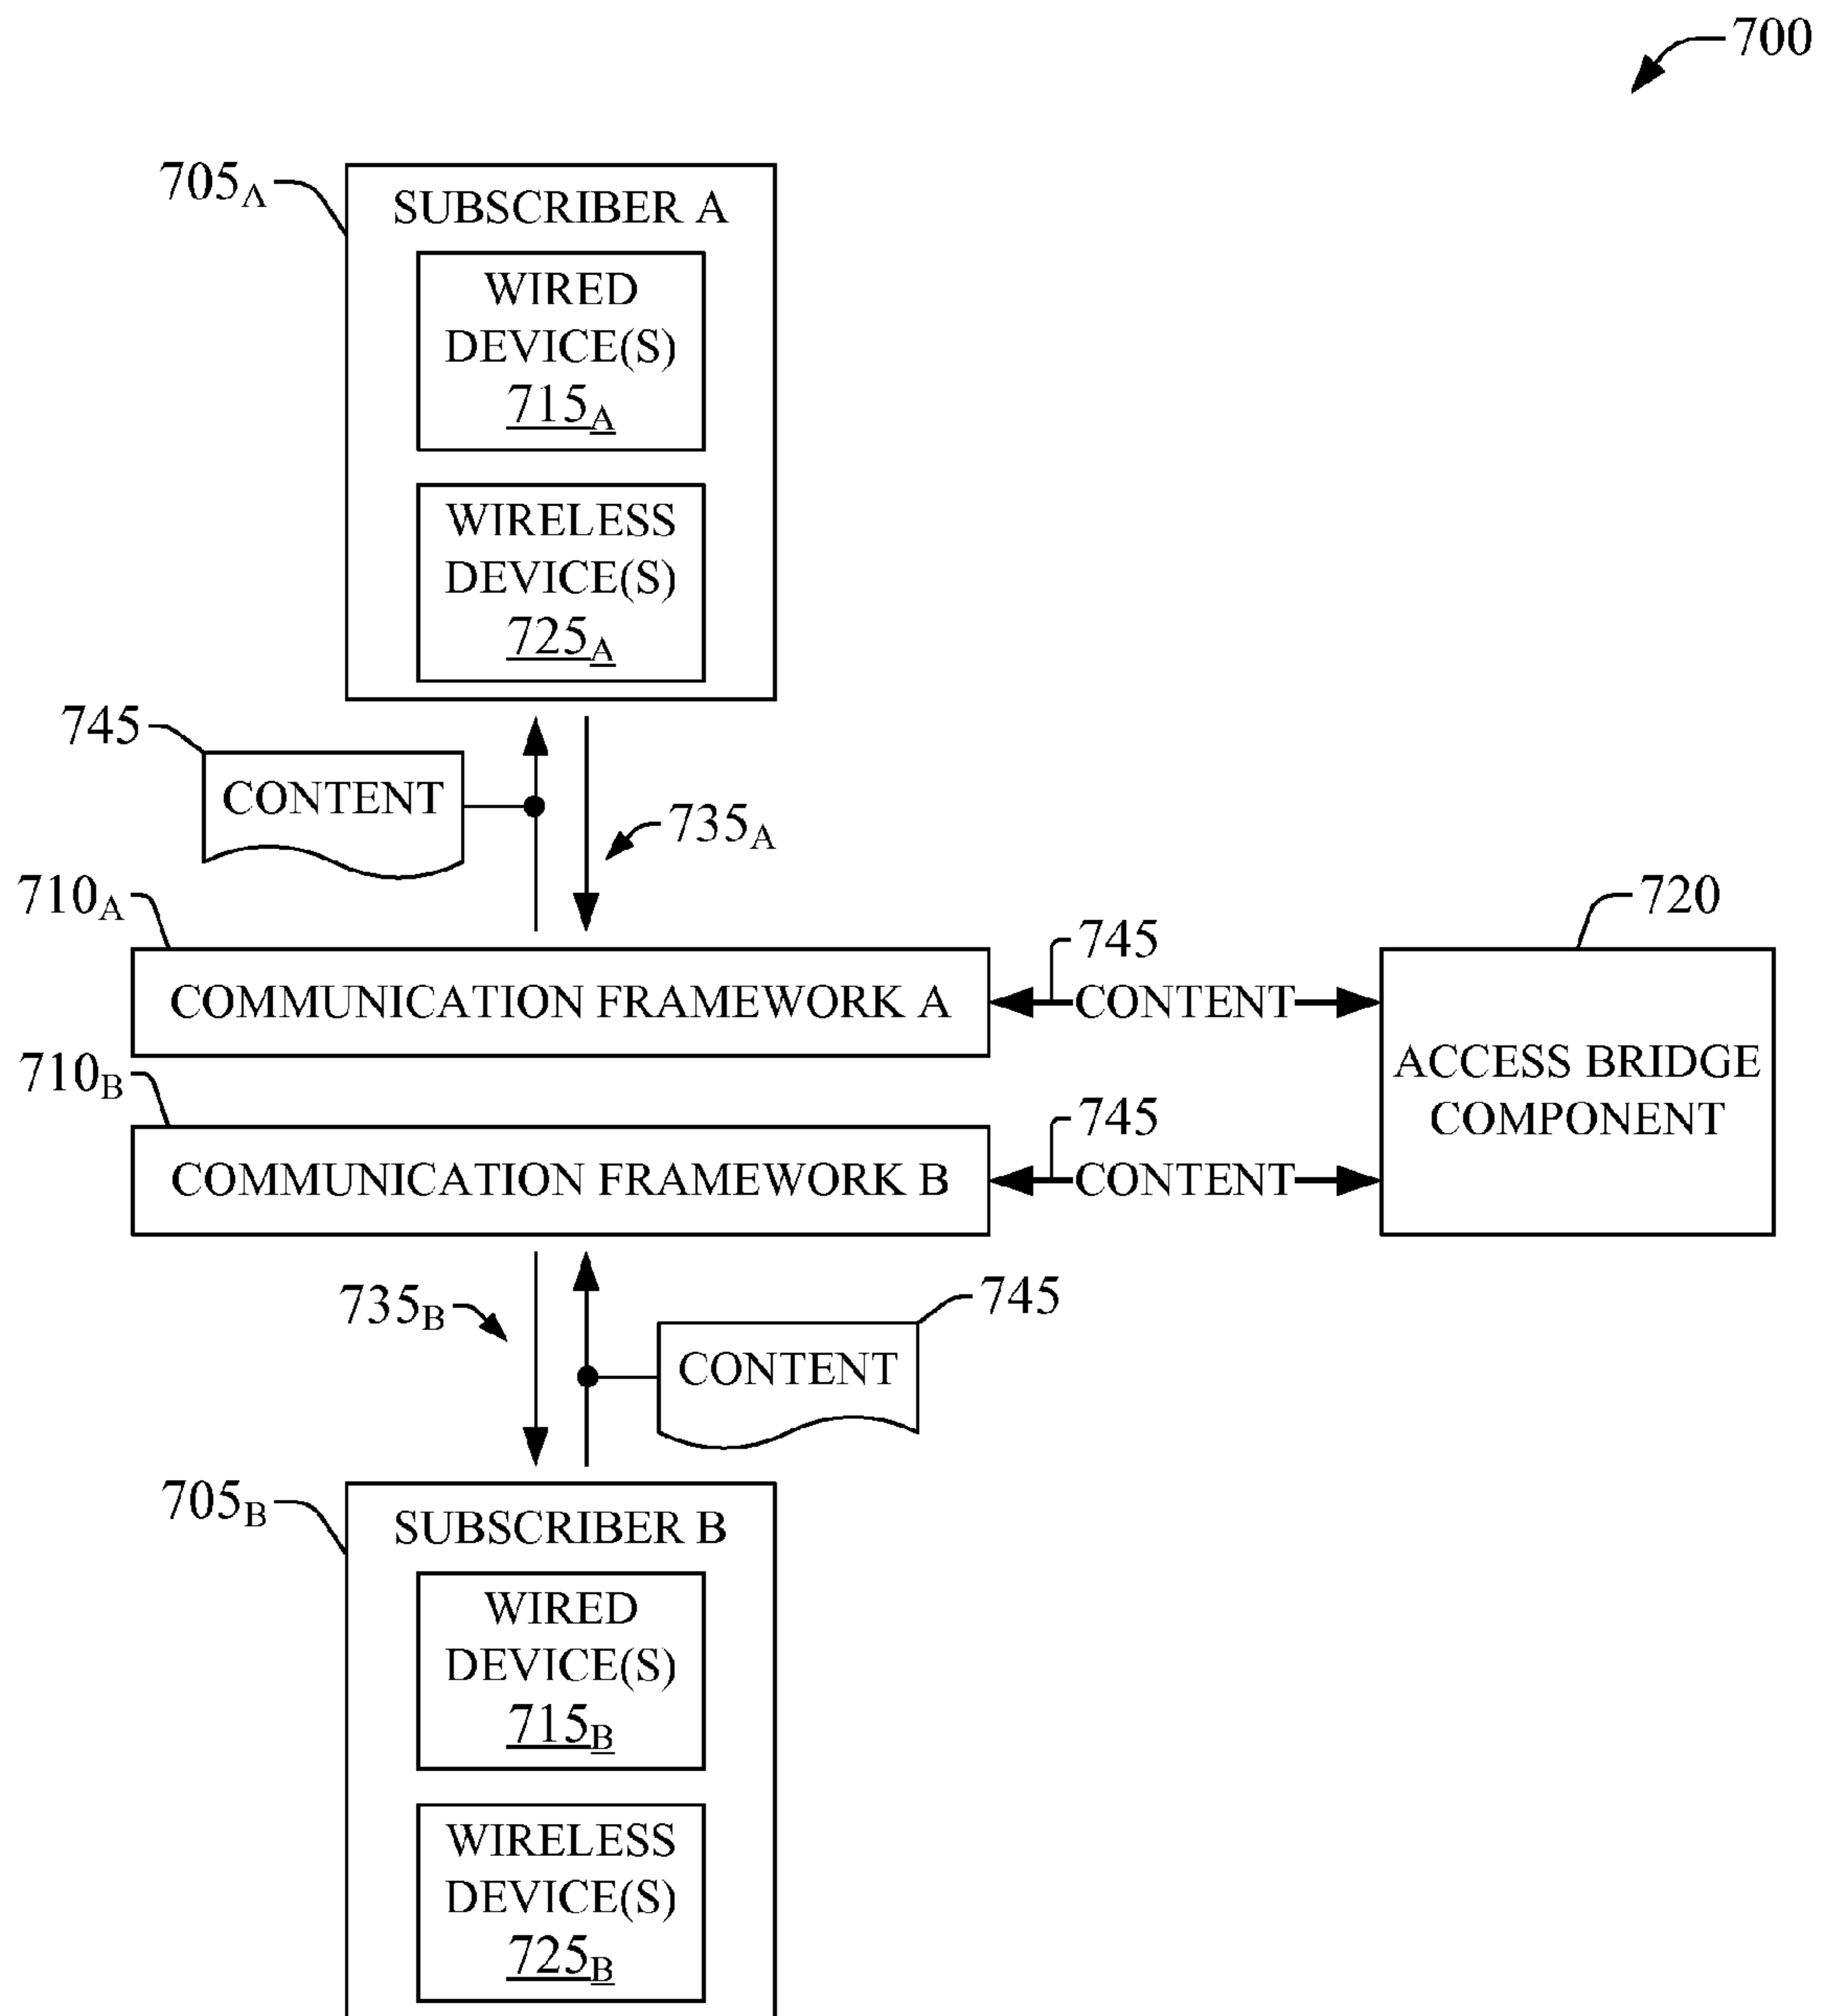 700
705A
SUBSCRIBER A
WIRED
DEVICE(S)
715A
WIRELESS
DEVICE(S)
725A
745
CONTENT
735A
710A
COMMUNICATION FRAMEWORK A
745
CONTENT
720
ACCESS BRIDGE
COMPONENT
710B
COMMUNICATION FRAMEWORK B
745
CONTENT
735B
745
CONTENT
705B
SUBSCRIBER B
WIRED
DEVICE(S)
715B
WIRELESS
DEVICE(S)
725B